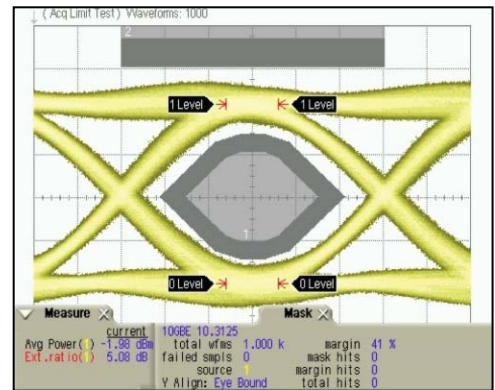 ( Acq Limit Test ) Waveforms: 1000
2
1 Level 1 Level
1
0 Level 0 Level
Measure Mask
current
Avg Power(1) -1.98 dBm
Ext.ratio(1) 5.08 dB
10GBE 10.3125
total wfms 1.000 k
failed smpls 0
source 1
Y Align: Eye Bound
margin 41 %
mask hits 0
margin hits 0
total hits 0